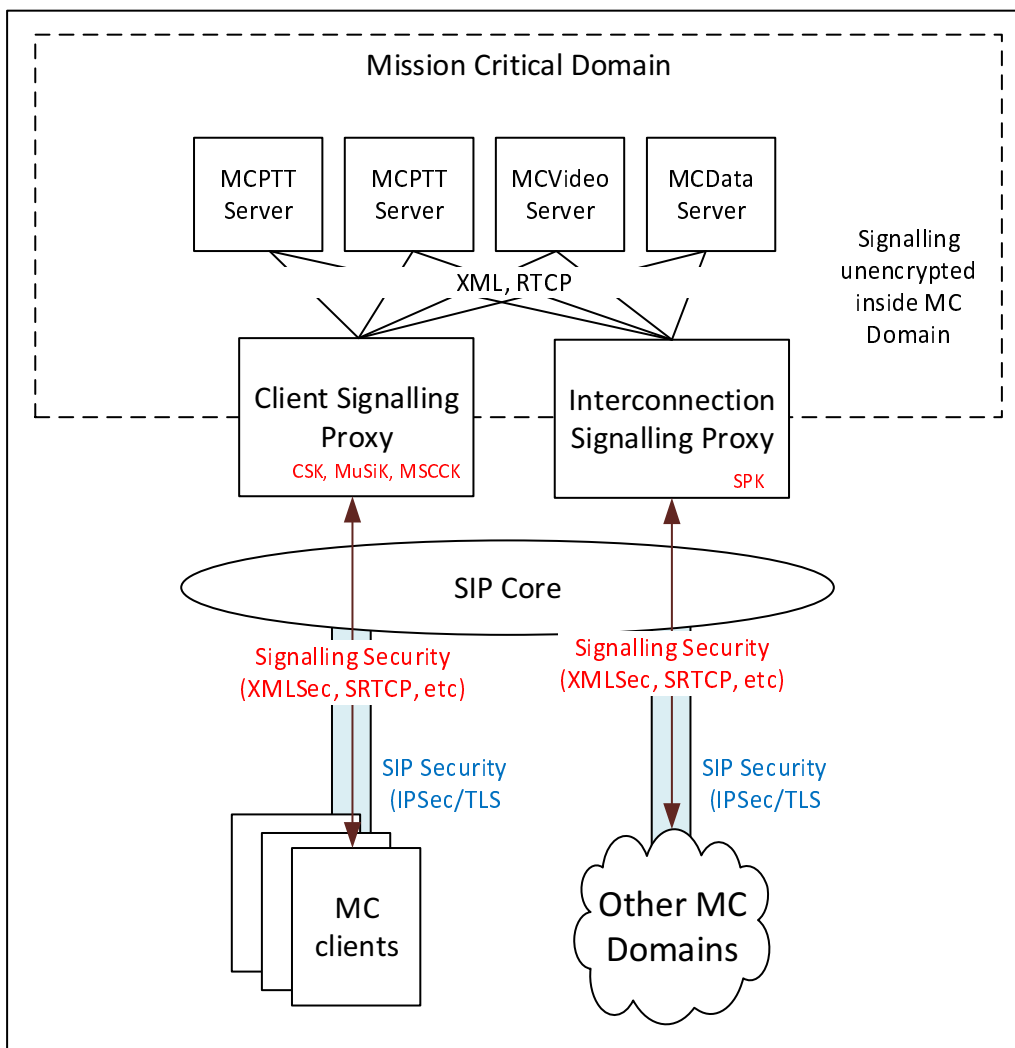 Mission Critical Domain
MCPTT
Server
MCPTT
Server
MCVideo
Server
MCData
Server
Signalling
unencrypted
inside MC
Domain
XML, RTCP
Client Signalling
Proxy
CSK, MuSiK, MSCCK
Interconnection
Signalling Proxy
SPK
SIP Core
Signalling Security
(XMLSec, SRTCP, etc)
Signalling Security
(XMLSec, SRTCP, etc)
SIP Security
(IPSec/TLS
SIP Security
(IPSec/TLS
MC
clients
Other MC
Domains